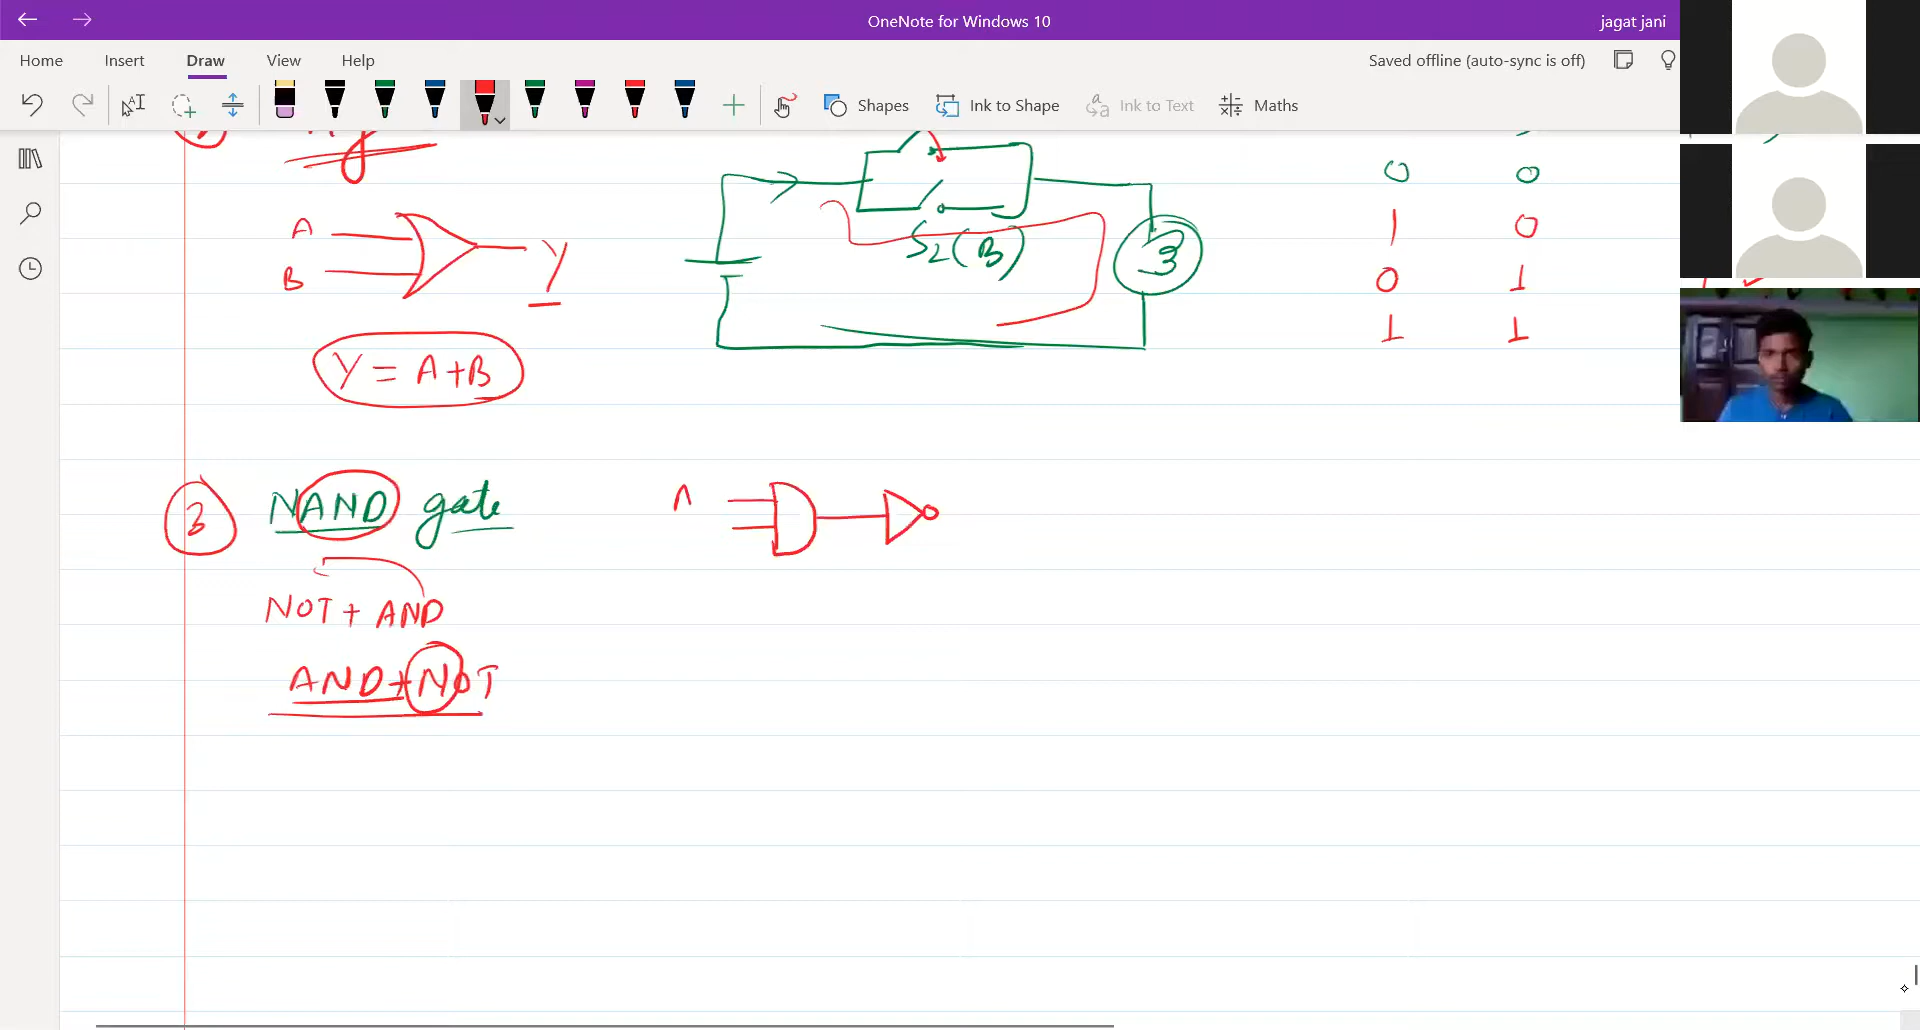 OneNote for Windows 10
jagat jani
Home Insert Draw View Help
Saved offline (auto-sync is off)
Shapes Ink to Shape Ink to Text Maths
0 0
A
1 0
B Y
S2(B)
0 1
1 1
Y = A+B
3 NAND gate
NOT + AND
AND+NOT